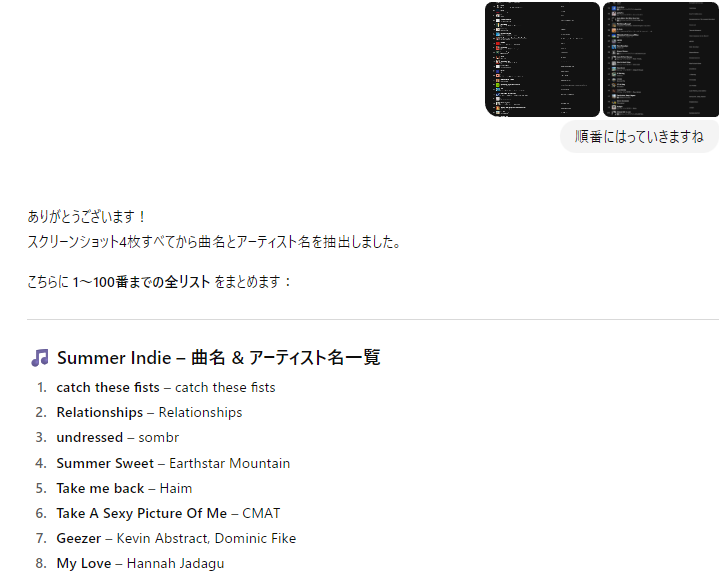 順番にはっていきますね
ありがとうございます！
スクリーンショット4枚すべてから曲名とアーティスト名を抽出しました。
こちらに 1～100番までの全リスト をまとめます：
Summer Indie – 曲名 & アーティスト名一覧
1. catch these fists – catch these fists
2. Relationships – Relationships
3. undressed – sombr
4. Summer Sweet – Earthstar Mountain
5. Take me back – Haim
6. Take A Sexy Picture Of Me – CMAT
7. Geezer – Kevin Abstract, Dominic Fike
8. My Love – Hannah Jadagu